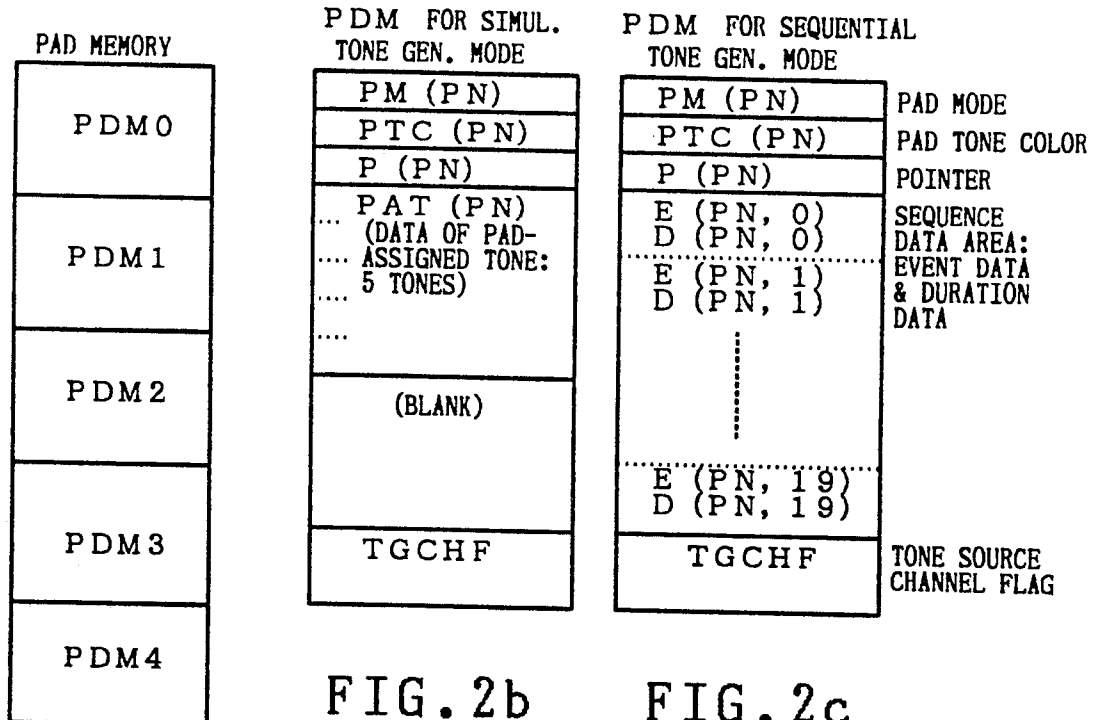 PAD MEMORY
PDM0
PDM1
PDM2
PDM3
PDM4
PDM FOR SIMUL.
TONE GEN. MODE
PM (PN)
PTC (PN)
P (PN)
PAT (PN)
(DATA OF PAD-
ASSIGNED TONE:
5 TONES)
(BLANK)
TGCHF
FIG.2b
PDM FOR SEQUENTIAL
TONE GEN. MODE
PM (PN)
PTC (PN)
P (PN)
E (PN, 0)
D (PN, 0)
E (PN, 1)
D (PN, 1)
E (PN, 19)
D (PN, 19)
TGCHF
PAD MODE
PAD TONE COLOR
POINTER
SEQUENCE
DATA AREA:
EVENT DATA
& DURATION
DATA
TONE SOURCE
CHANNEL FLAG
FIG.2c